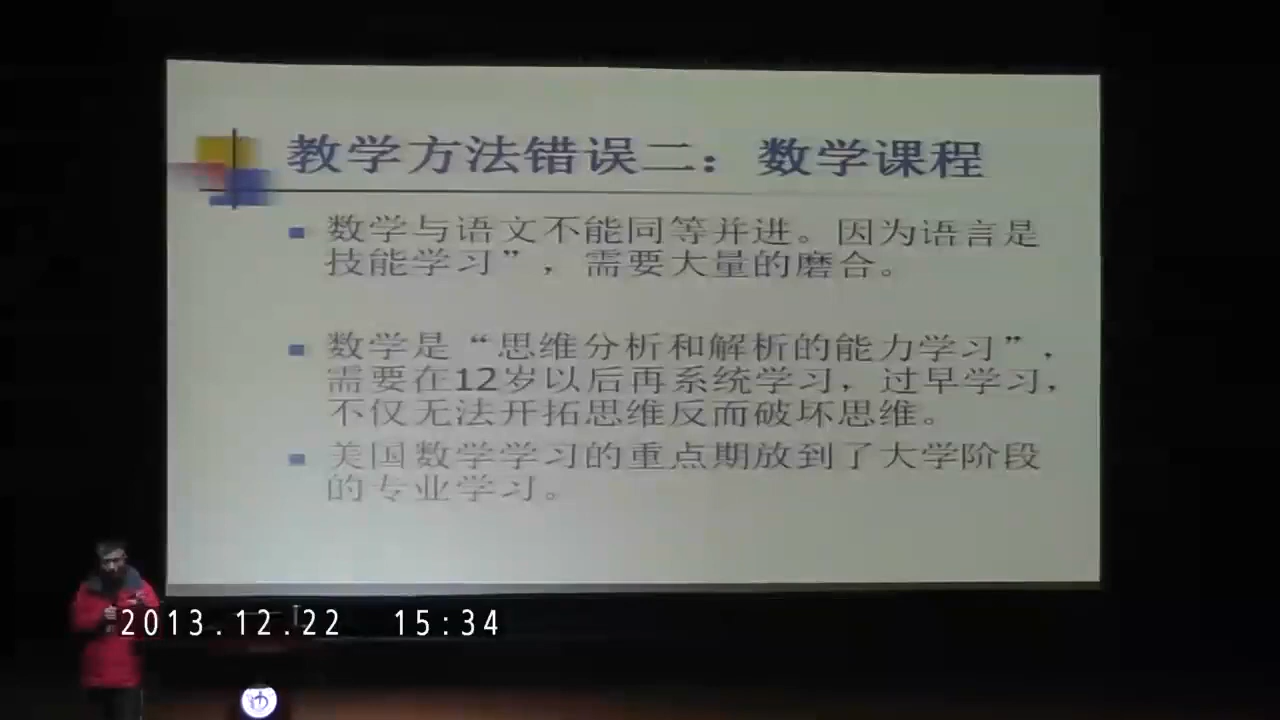 教学方法错误二：数学课程
数学与语文不能同等并进。因为语言是
技能学习”，需要大量的磨合。
数学是“思维分析和解析的能力学习”，
需要在12岁以后再系统学习，过早学习，
不仅无法开拓思维反而破坏思维。
美国数学学习的重点期放到了大学阶段
的专业学习。
2013.12.22 15:34